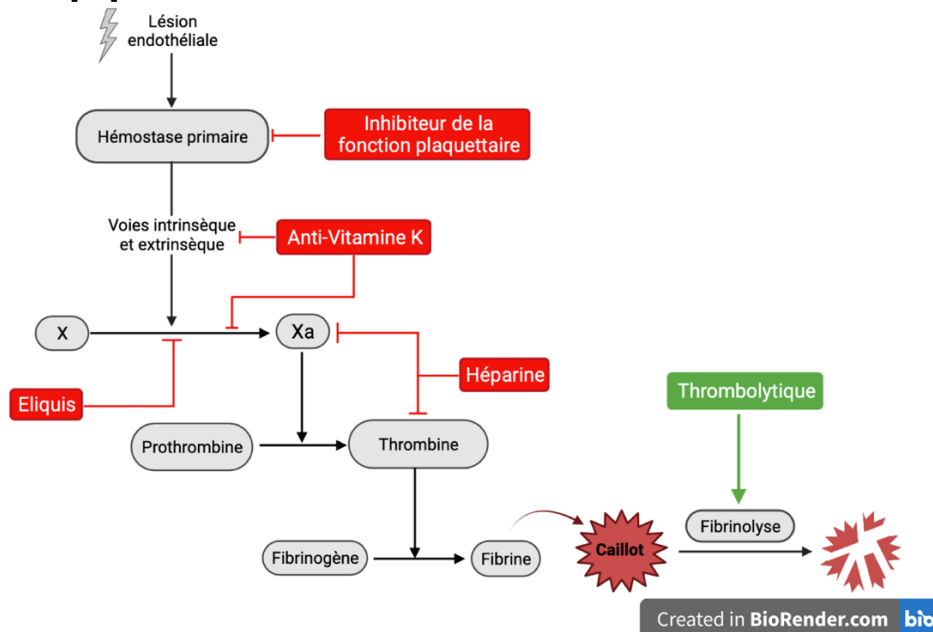 Lésion
endothéliale
Hémostase primaire
Inhibiteur de la
fonction plaquettaire
Voies intrinsèque
et extrinsèque
Anti-Vitamine K
X
Xa
Héparine
Eliquis
Thrombolytique
Prothrombine
Thrombine
Fibrinolyse
Fibrinogène
Fibrine
Caillot
Created in BioRender.com
bio